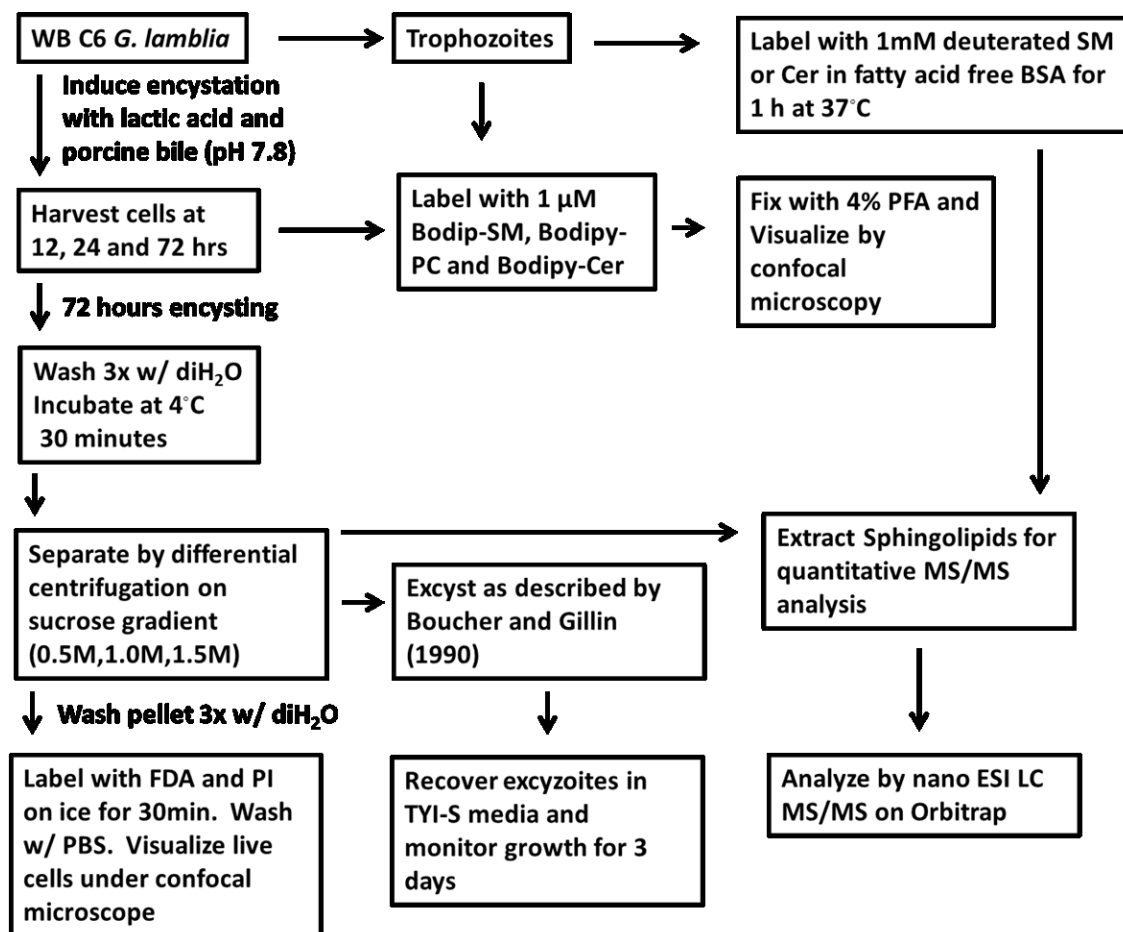 WB C6 G. lamblia
Trophozoites
Label with 1mM deuterated SM
or Cer in fatty acid free BSA for
1 h at 37°C
Induce encystation
with lactic acid and
porcine bile (pH 7.8)
Harvest cells at
12, 24 and 72 hrs
Label with 1 µM
Bodip-SM, Bodipy-
PC and Bodipy-Cer
Fix with 4% PFA and
Visualize by
confocal
microscopy
72 hours encysting
Wash 3x w/ diH₂O
Incubate at 4°C
30 minutes
Separate by differential
centrifugation on
sucrose gradient
(0.5M,1.0M,1.5M)
Excyst as described by
Boucher and Gillin
(1990)
Extract Sphingolipids for
quantitative MS/MS
analysis
Wash pellet 3x w/ diH₂O
Label with FDA and PI
on ice for 30min. Wash
w/ PBS. Visualize live
cells under confocal
microscope
Recover excyzoites in
TYI-S media and
monitor growth for 3
days
Analyze by nano ESI LC
MS/MS on Orbitrap